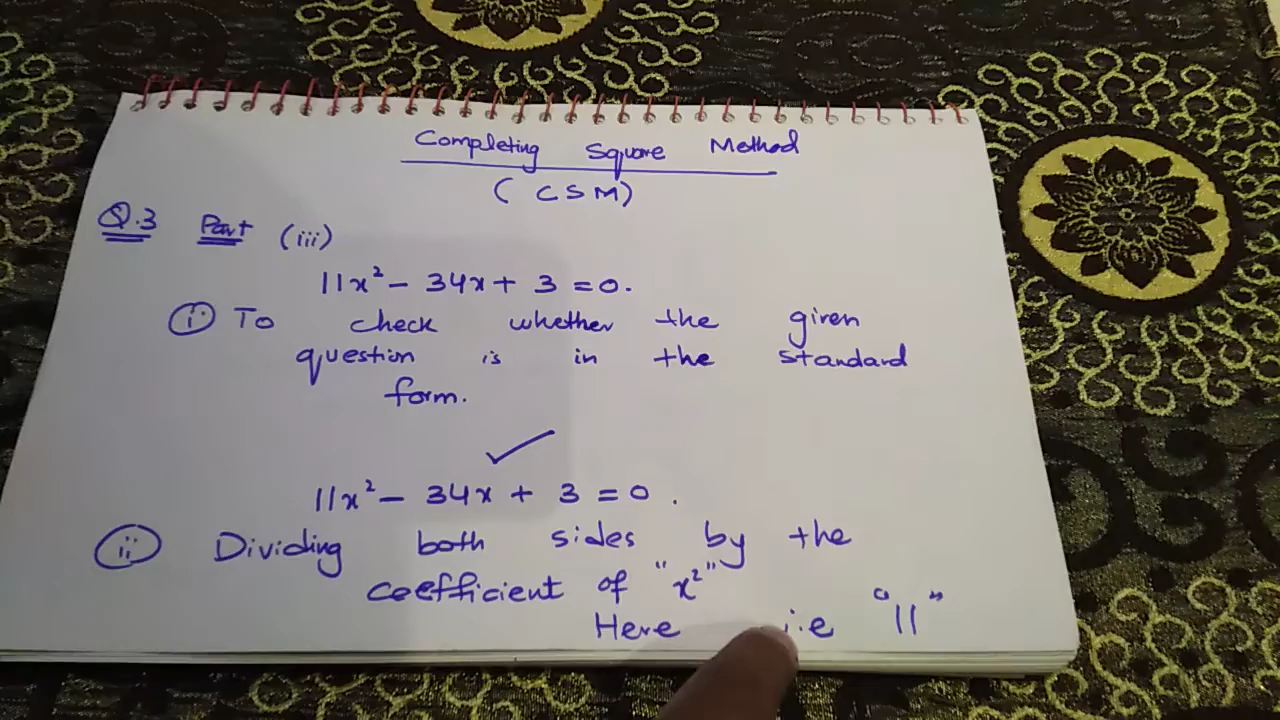 Completing Square Method
(CSM)
Q.3 Part (iii)
11x² - 34x + 3 = 0.
(i) To check whether the given
question is in the standard
form.
✓
11x² - 34x + 3 = 0.
(ii) Dividing both sides by the
coefficient of "x²"
Here i.e "11"